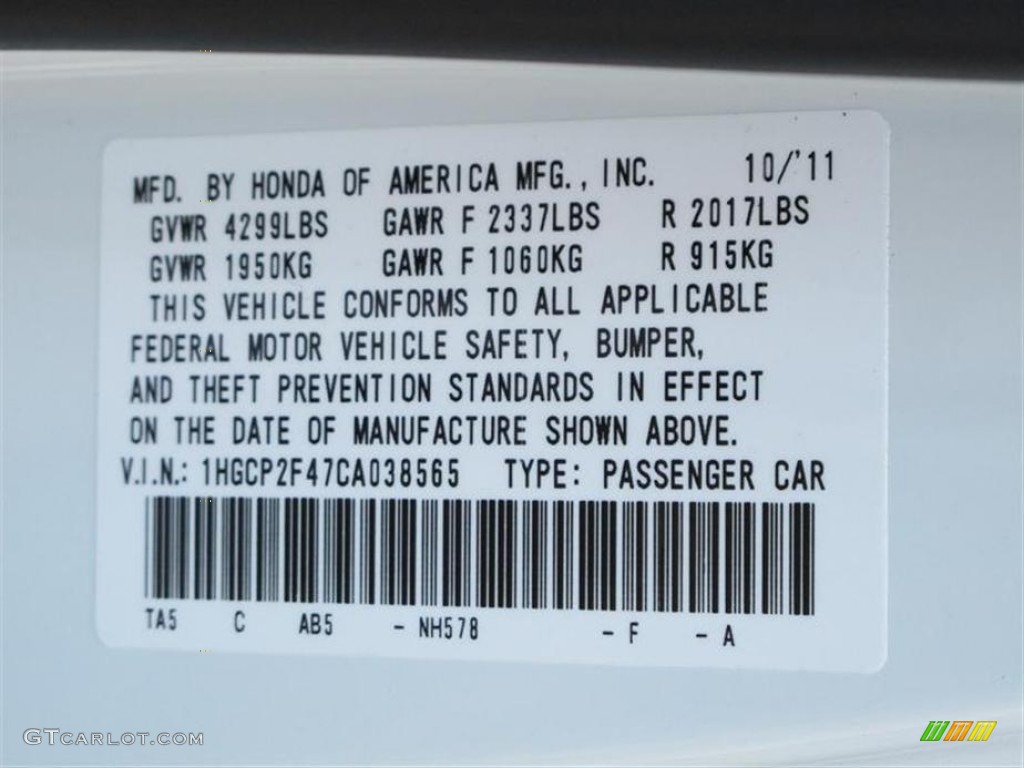 MFD. BY HONDA OF AMERICA MFG., INC. 10/'11
GVWR 4299LBS GAWR F 2337LBS R 2017LBS
GVWR 1950KG GAWR F 1060KG R 915KG
THIS VEHICLE CONFORMS TO ALL APPLICABLE
FEDERAL MOTOR VEHICLE SAFETY, BUMPER,
AND THEFT PREVENTION STANDARDS IN EFFECT
ON THE DATE OF MANUFACTURE SHOWN ABOVE.
V.I.N.: 1HGCP2F47CA038565 TYPE: PASSENGER CAR
TA5 C AB5 - NH578 - F - A
GTCARLOT.COM